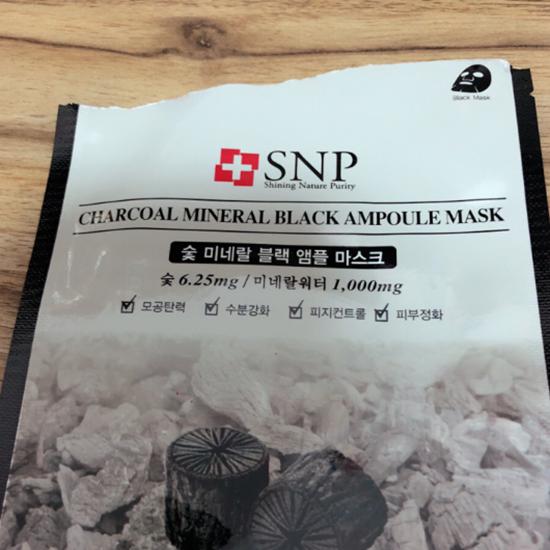 Black Mask
SNP
Shining Nature Purity
CHARCOAL MINERAL BLACK AMPOULE MASK
숯 미네랄 블랙 앰플 마스크
숯 6.25mg / 미네랄워터 1,000mg
모공탄력 수분강화 피지컨트롤 피부정화